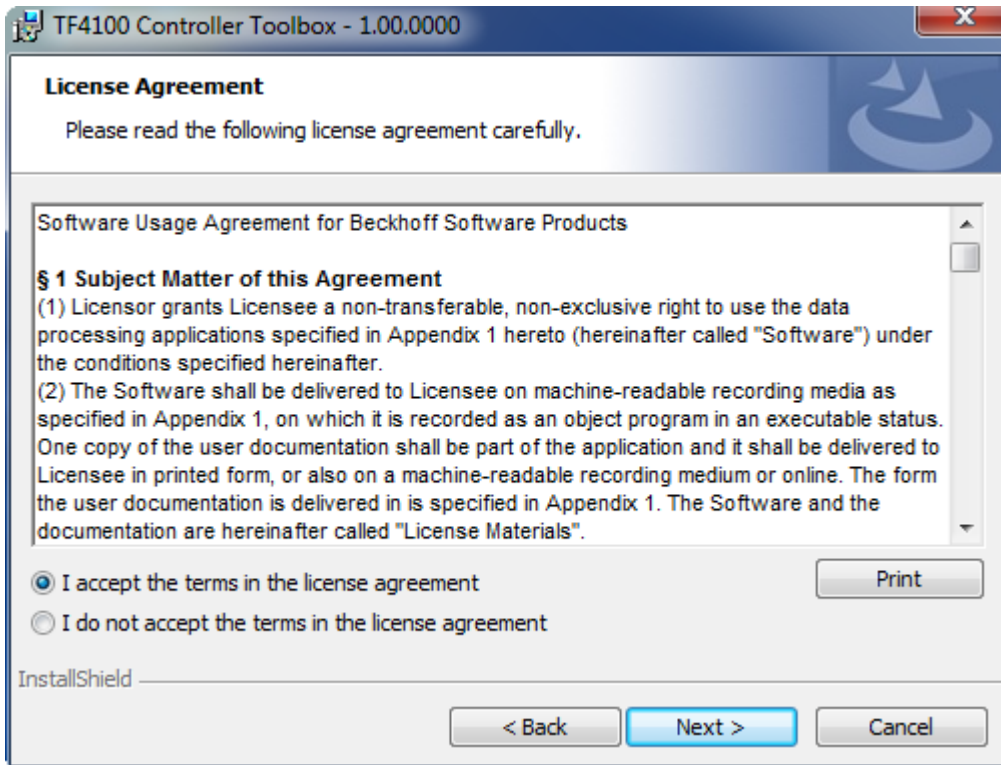 TF4100 Controller Toolbox - 1.00.0000
License Agreement
Please read the following license agreement carefully.
Software Usage Agreement for Beckhoff Software Products
§ 1 Subject Matter of this Agreement
(1) Licensor grants Licensee a non-transferable, non-exclusive right to use the data
processing applications specified in Appendix 1 hereto (hereinafter called "Software") under
the conditions specified hereinafter.
(2) The Software shall be delivered to Licensee on machine-readable recording media as
specified in Appendix 1, on which it is recorded as an object program in an executable status.
One copy of the user documentation shall be part of the application and it shall be delivered to
Licensee in printed form, or also on a machine-readable recording medium or online. The form
the user documentation is delivered in is specified in Appendix 1. The Software and the
documentation are hereinafter called "License Materials".
I accept the terms in the license agreement
Print
I do not accept the terms in the license agreement
InstallShield
< Back
Next >
Cancel